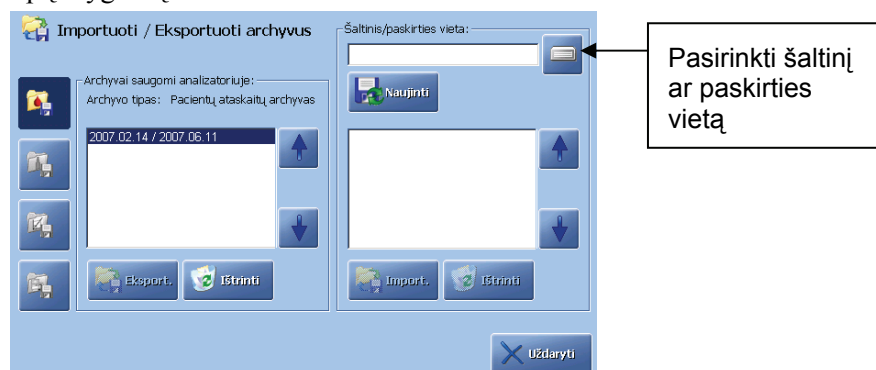 Importuoti / Eksportuoti archyvus
Šaltinis/paskirties vieta:
Archyvai saugomi analizatoriuje:
Archyvo tipas: Pacientų ataskaitų archyvas
Naujinti
2007.02.14 / 2007.06.11
Eksport.
Ištrinti
Import.
Ištrinti
Uždaryti
Pasirinkti šaltinį
ar paskirties
vietą